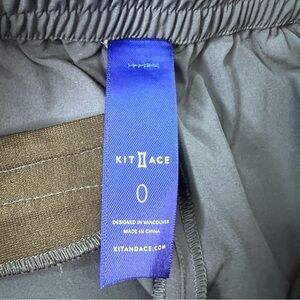 KIT ACE
0
DESIGNED IN VANCOUVER
MADE IN CHINA
KITANDACE.COM